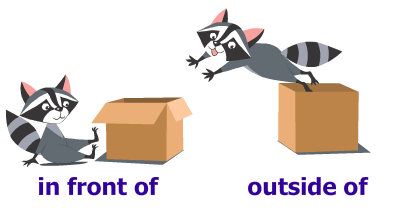 in front of
outside of